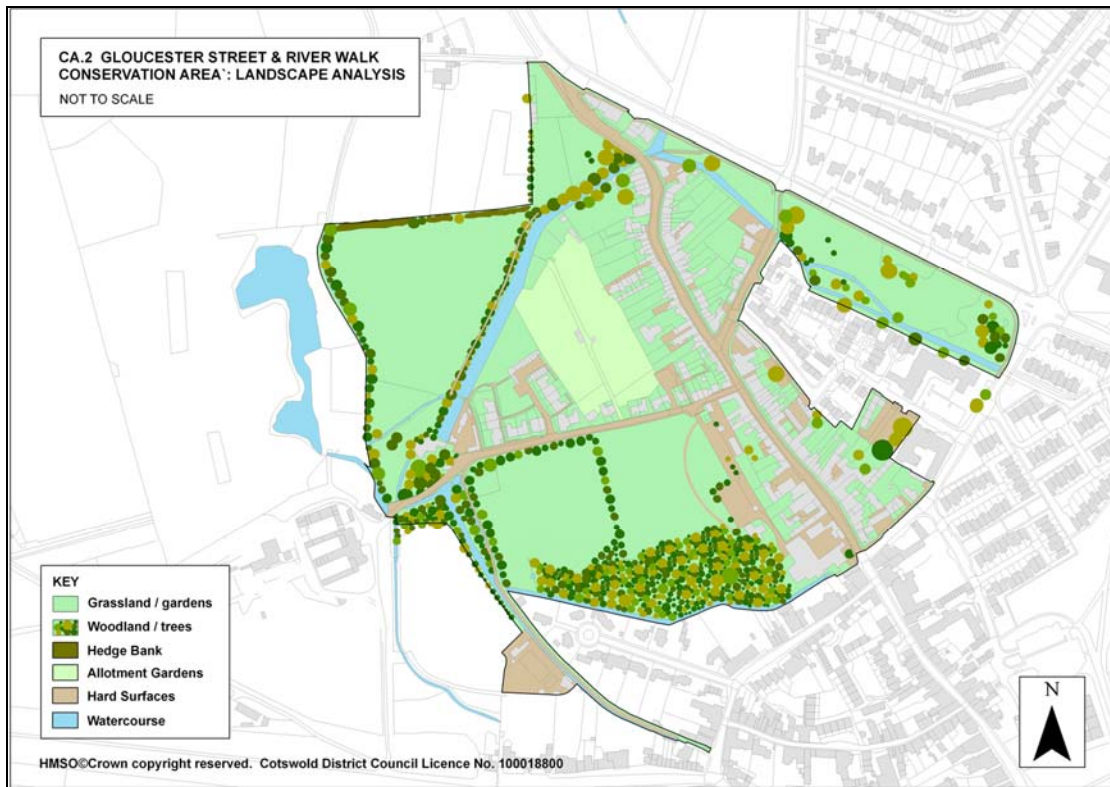 CA.2 GLOUCESTER STREET & RIVER WALK
CONSERVATION AREA`: LANDSCAPE ANALYSIS
NOT TO SCALE
KEY
Grassland / gardens
Woodland / trees
Hedge Bank
Allotment Gardens
Hard Surfaces
Watercourse
N
HMSO©Crown copyright reserved. Cotswold District Council Licence No. 100018800